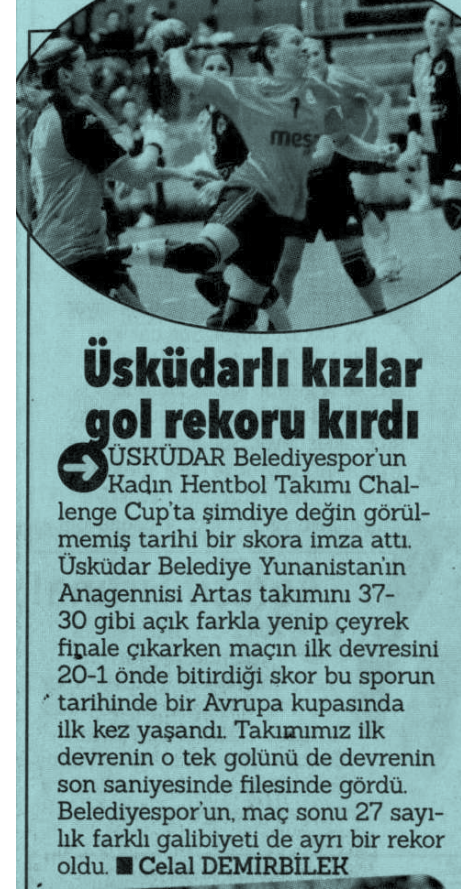 7
mesa
Üsküdarlı kızlar
gol rekoru kırdı
ÜSKÜDAR Belediyespor'un
Kadın Hentbol Takımı Chal-
lenge Cup'ta şimdiye değin görül-
memiş tarihi bir skora imza attı.
Üsküdar Belediye Yunanistan'ın
Anagennisi Artas takımını 37-
30 gibi açık farkla yenip çeyrek
finale çıkarken maçın ilk devresini
20-1 önde bitirdiği skor bu sporun
tarihinde bir Avrupa kupasında
ilk kez yaşandı. Takımımız ilk
devrenin o tek golünü de devrenin
son saniyesinde filesinde gördü.
Belediyespor'un, maç sonu 27 sayı-
lık farklı galibiyeti de ayrı bir rekor
oldu. ■ Celal DEMİRBİLEK